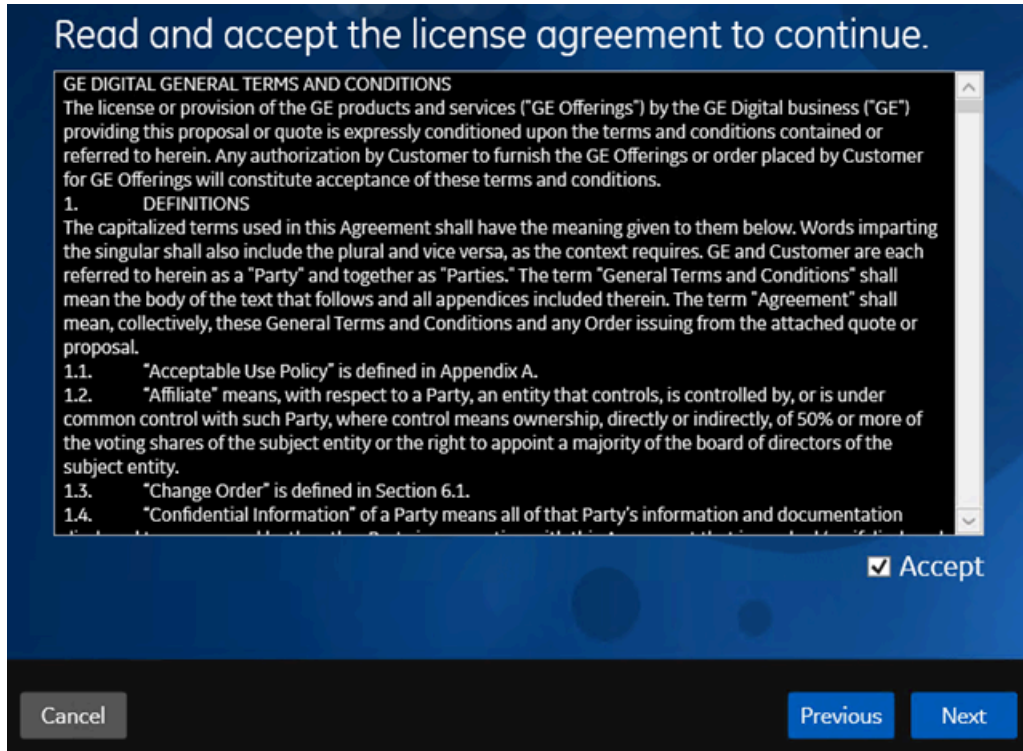 Read and accept the license agreement to continue.
GE DIGITAL GENERAL TERMS AND CONDITIONS
The license or provision of the GE products and services ("GE Offerings") by the GE Digital business ("GE")
providing this proposal or quote is expressly conditioned upon the terms and conditions contained or
referred to herein. Any authorization by Customer to furnish the GE Offerings or order placed by Customer
for GE Offerings will constitute acceptance of these terms and conditions.
1. DEFINITIONS
The capitalized terms used in this Agreement shall have the meaning given to them below. Words imparting
the singular shall also include the plural and vice versa, as the context requires. GE and Customer are each
referred to herein as a "Party" and together as "Parties." The term "General Terms and Conditions" shall
mean the body of the text that follows and all appendices included therein. The term "Agreement" shall
mean, collectively, these General Terms and Conditions and any Order issuing from the attached quote or
proposal.
1.1. "Acceptable Use Policy" is defined in Appendix A.
1.2. "Affiliate" means, with respect to a Party, an entity that controls, is controlled by, or is under
common control with such Party, where control means ownership, directly or indirectly, of 50% or more of
the voting shares of the subject entity or the right to appoint a majority of the board of directors of the
subject entity.
1.3. "Change Order" is defined in Section 6.1.
1.4. "Confidential Information" of a Party means all of that Party's information and documentation
Accept
Cancel
Previous
Next